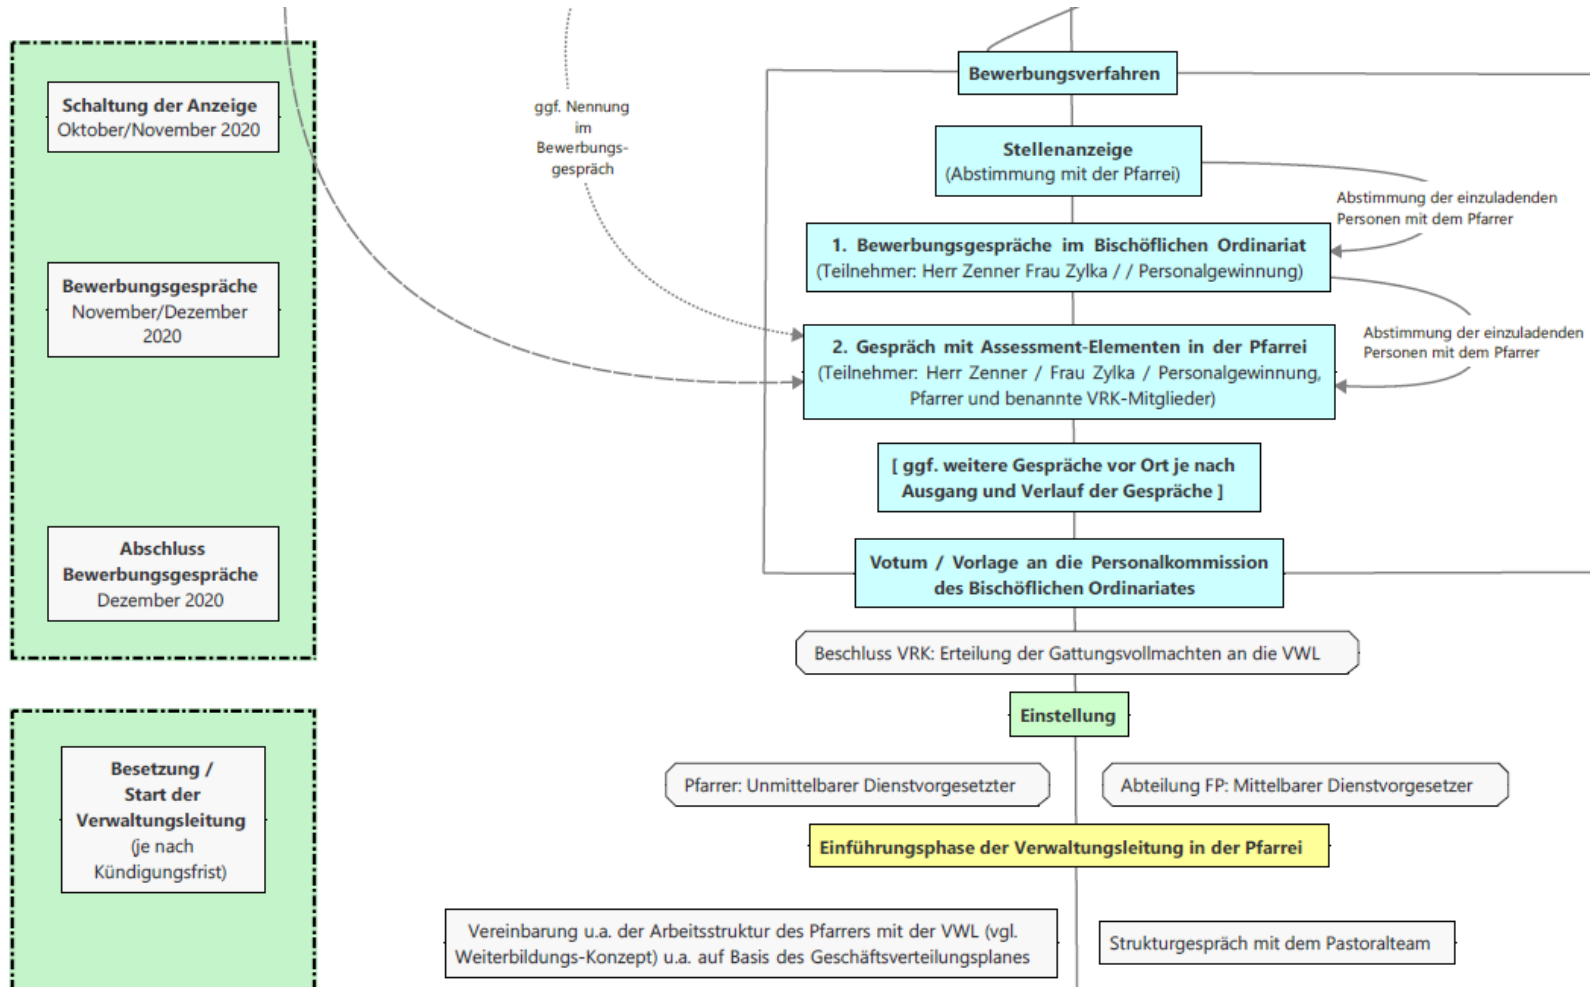 Schaltung der Anzeige
Oktober/November 2020
Bewerbungsgespräche
November/Dezember
2020
Abschluss
Bewerbungsgespräche
Dezember 2020
Besetzung /
Start der
Verwaltungsleitung
(je nach
Kündigungsfrist)
ggf. Nennung
im
Bewerbungs-
gespräch
Bewerbungsverfahren
Stellenanzeige
(Abstimmung mit der Pfarrei)
Abstimmung der einzuladenden
Personen mit dem Pfarrer
1. Bewerbungsgespräche im Bischöflichen Ordinariat
(Teilnehmer: Herr Zenner Frau Zylka / / Personalgewinnung)
Abstimmung der einzuladenden
Personen mit dem Pfarrer
2. Gespräch mit Assessment-Elementen in der Pfarrei
(Teilnehmer: Herr Zenner / Frau Zylka / Personalgewinnung,
Pfarrer und benannte VRK-Mitglieder)
[ ggf. weitere Gespräche vor Ort je nach
Ausgang und Verlauf der Gespräche ]
Votum / Vorlage an die Personalkommission
des Bischöflichen Ordinariates
Beschluss VRK: Erteilung der Gattungsvollmachten an die VWL
Einstellung
Pfarrer: Unmittelbarer Dienstvorgesetzter
Abteilung FP: Mittelbarer Dienstvorgesetzer
Einführungsphase der Verwaltungsleitung in der Pfarrei
Vereinbarung u.a. der Arbeitsstruktur des Pfarrers mit der VWL (vgl.
Weiterbildungs-Konzept) u.a. auf Basis des Geschäftsverteilungsplanes
Strukturgespräch mit dem Pastoralteam